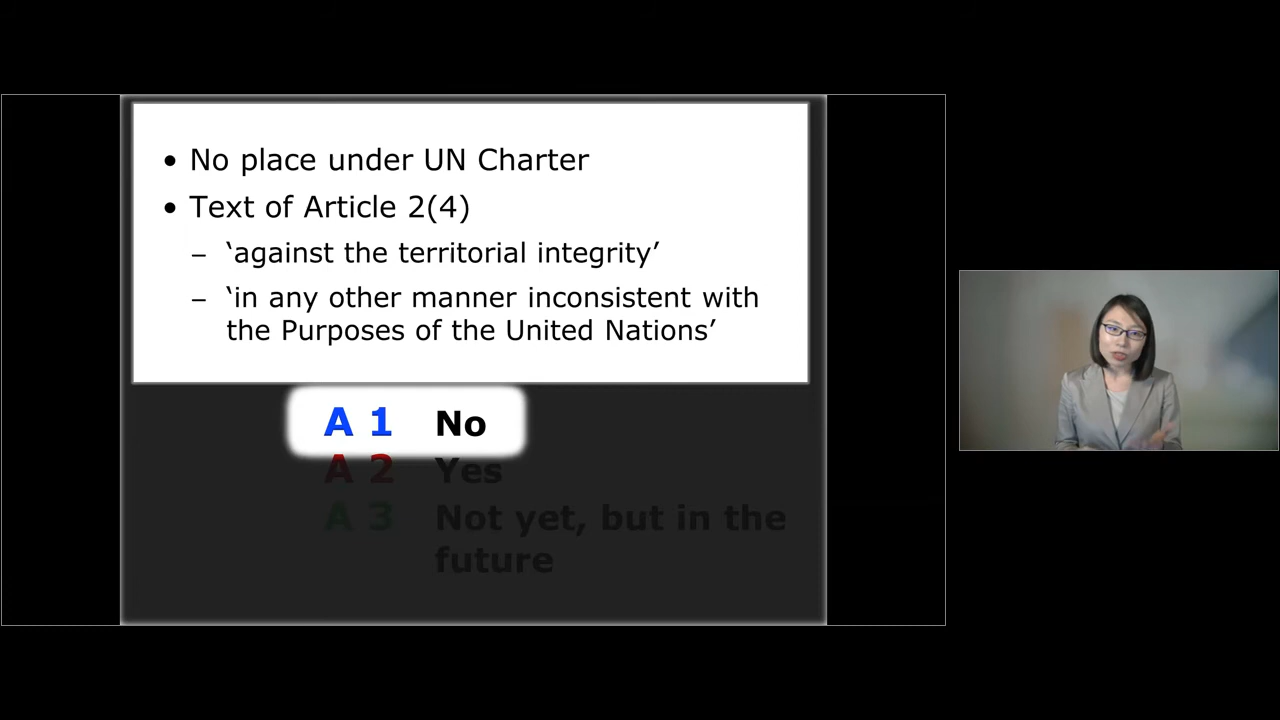 • No place under UN Charter
• Text of Article 2(4)
– ‘against the territorial integrity’
– ‘in any other manner inconsistent with
the Purposes of the United Nations’
A 1 No
A 2 Yes
A 3 Not yet, but in the
future